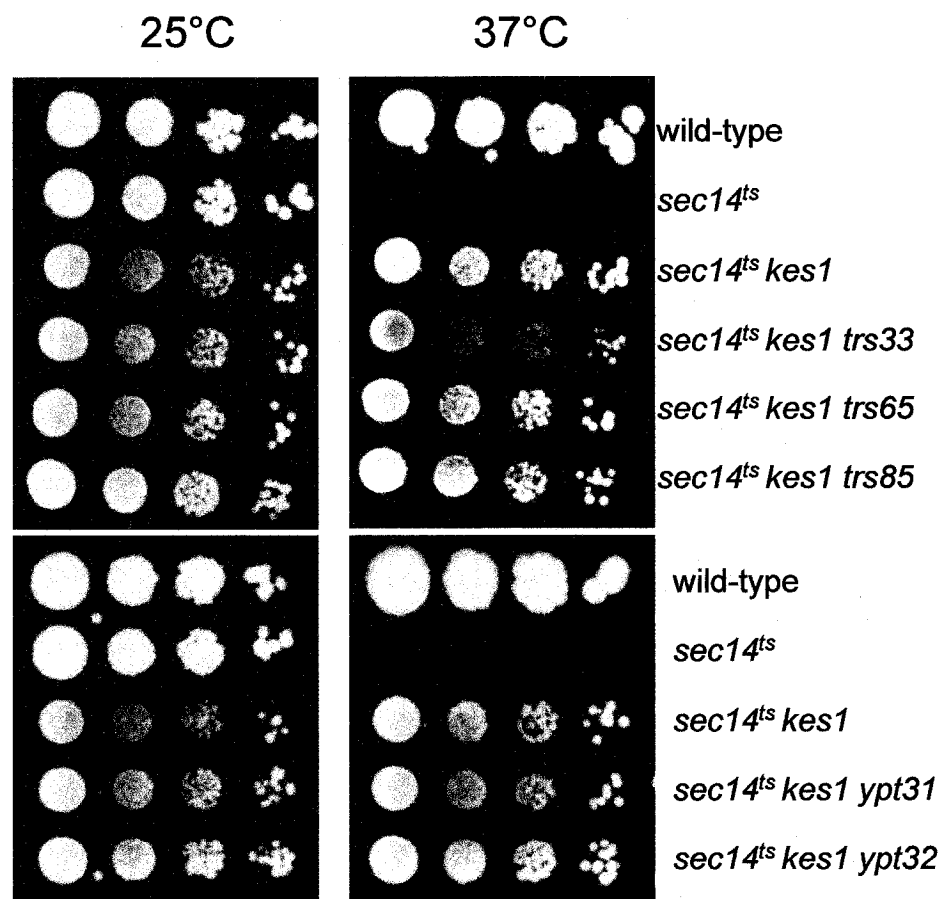 25°C 37°C
wild-type
sec14ts
sec14ts kes1
sec14ts kes1 trs33
sec14ts kes1 trs65
sec14ts kes1 trs85
wild-type
sec14ts
sec14ts kes1
sec14ts kes1 ypt31
sec14ts kes1 ypt32